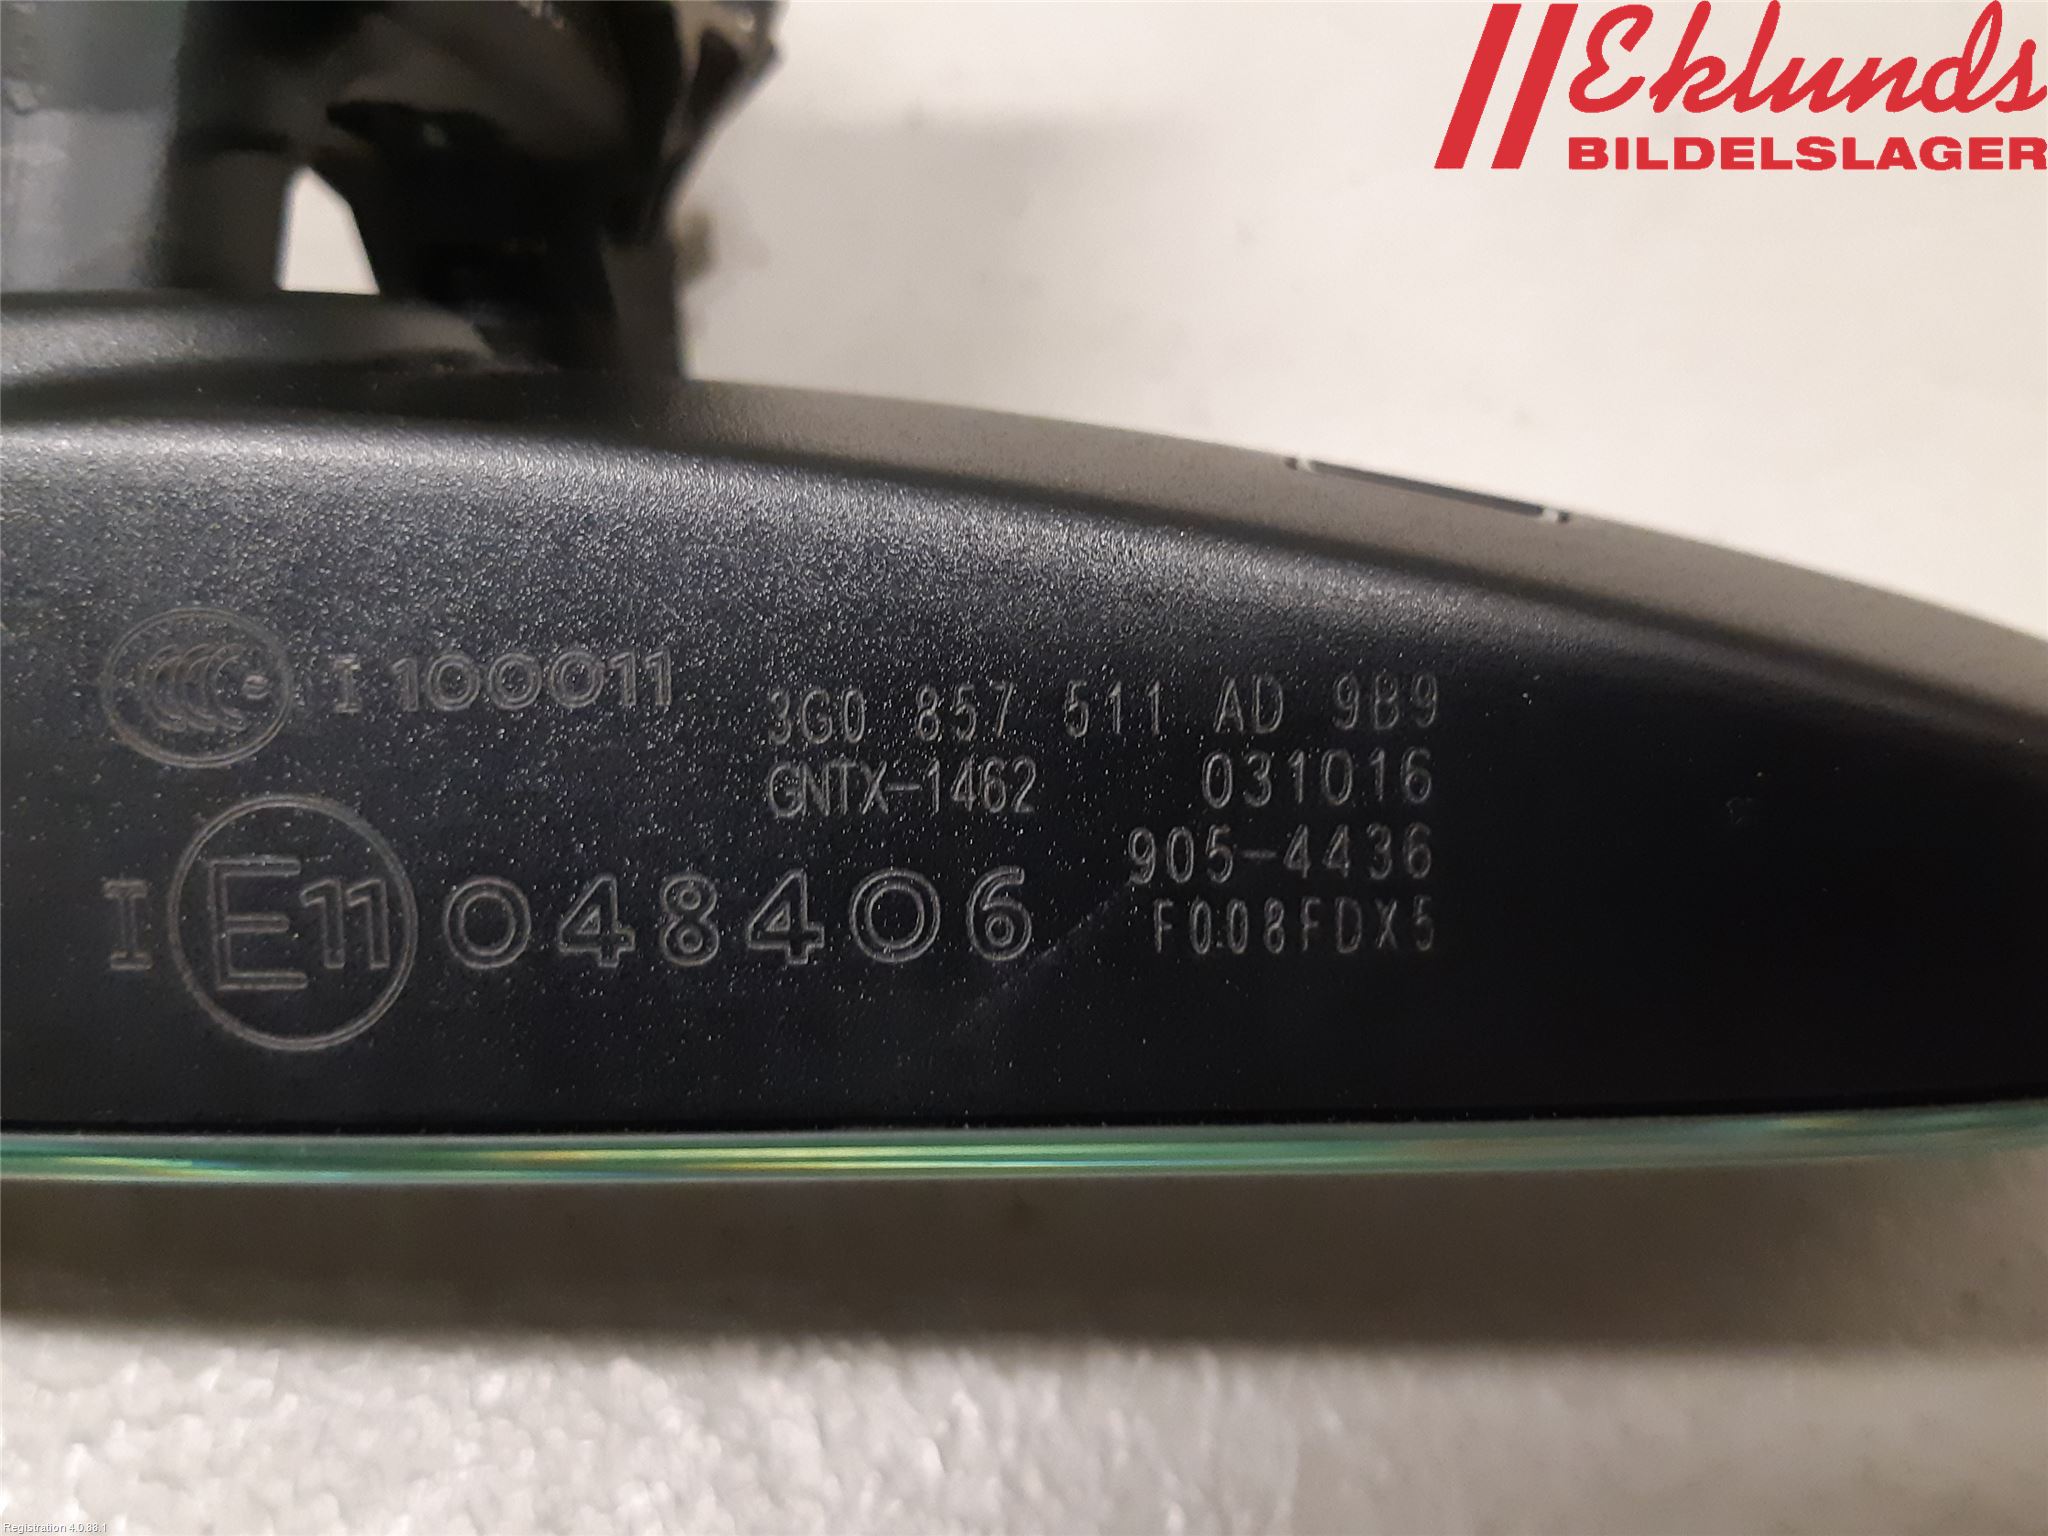 Eklunds
BILDELSLAGER
I 100011
3G0 857 511 AD 9B9
GNTX-1462 031016
905-4436
I E11 048406
F008FDX5
Registration 4.0.88.1